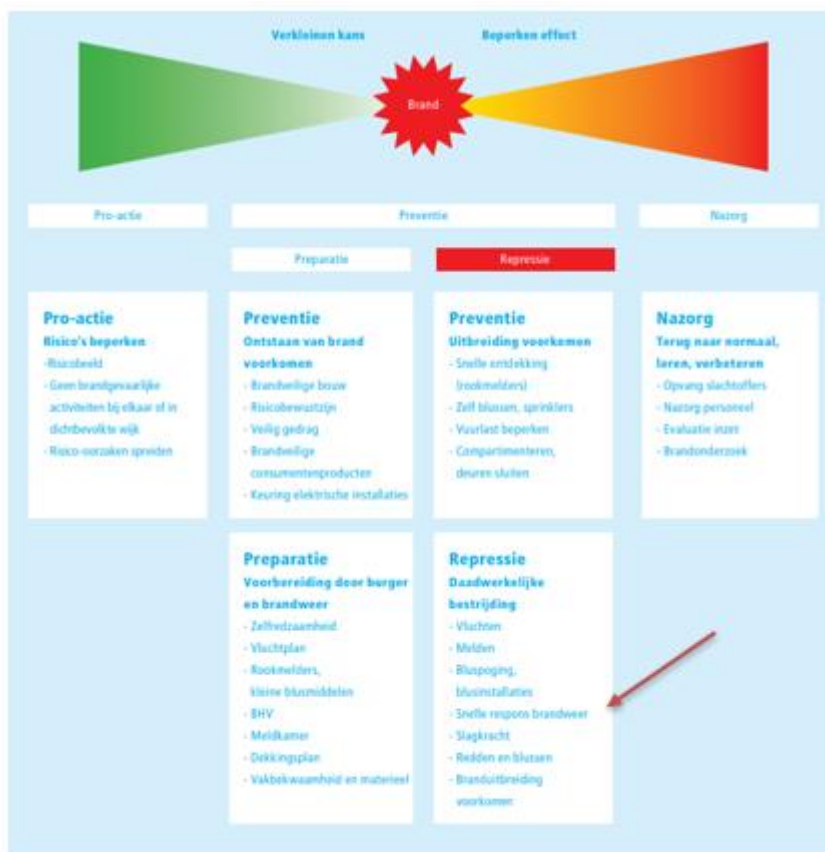 Verkleinen kans
Beperken effect
Brand
Pro-actie
Preventie
Nazorg
Preparatie
Repressie
Pro-actie
Risico's beperken
-Risicobeeld
- Geen brandgevaarlijke
activiteiten bij elkaar of in
dichtbevolkte wijk
- Risico-oorzaken spreiden
Preventie
Ontstaan van brand
voorkomen
- Brandveilige bouw
- Risicobewustzijn
- Veilig gedrag
- Brandveilige
consumentenproducten
- Keuring elektrische installaties
Preventie
Uitbreiding voorkomen
- Snelle ontdekking
(rookmelders)
- Zelf blussen, sprinklers
- Vuurlast beperken
- Compartimenteren,
deuren sluiten
Nazorg
Terug naar normaal,
leren, verbeteren
- Opvang slachtoffers
- Nazorg personeel
- Evaluatie inzet
- Brandonderzoek
Preparatie
Voorbereiding door burger
en brandweer
- Zelfredzaamheid
- Vluchtplan
- Rookmelders,
kleine blusmiddelen
- BHV
- Meldkamer
- Dekkingsplan
- Vakbekwaamheid en materieel
Repressie
Daadwerkelijke
bestrijding
- Vluchten
- Melden
- Bluspoging,
blusinstallaties
- Snelle respons brandweer
- Slagkracht
- Redden en blussen
- Branduitbreiding
voorkomen